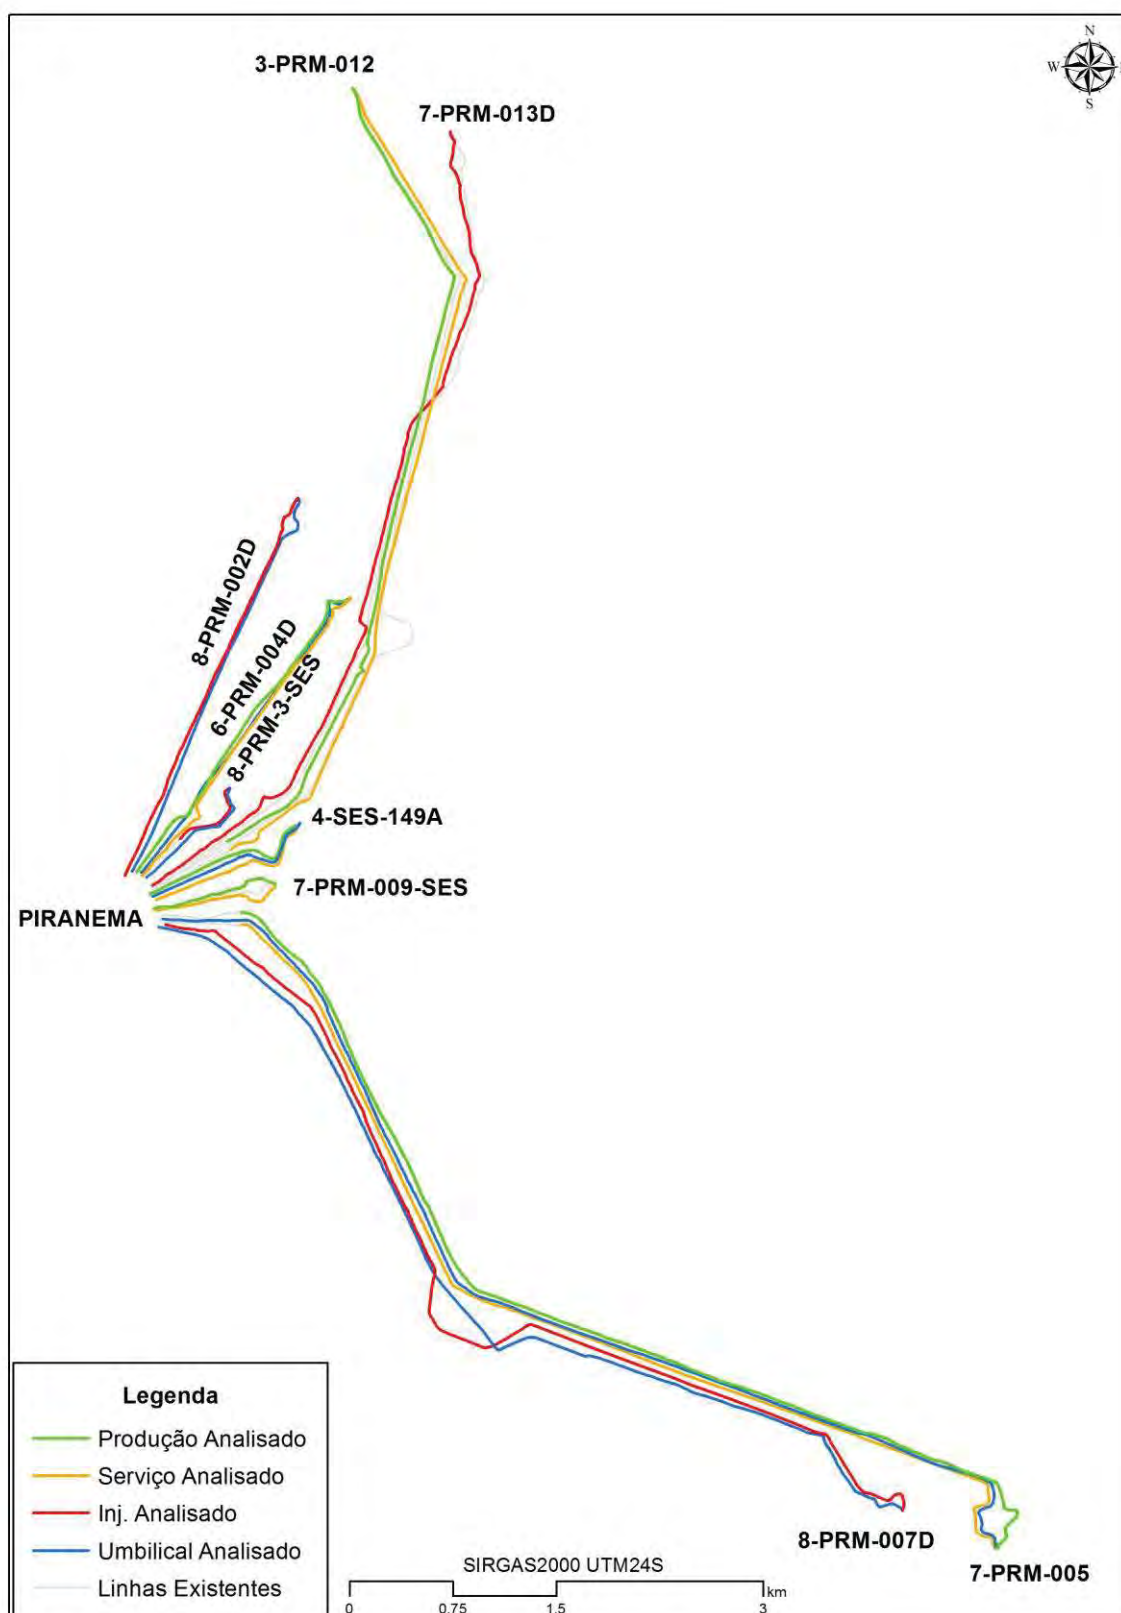 N
W
S
3-PRM-012
7-PRM-013D
8-PRM-002D
6-PRM-004D
8-PRM-3-SES
4-SES-149A
7-PRM-009-SES
PIRANEMA
8-PRM-007D
7-PRM-005
Legenda
Produção Analisado
Serviço Analisado
Inj. Analisado
Umbilical Analisado
Linhas Existentes
SIRGAS2000 UTM24S
km
0 0.75 1.5 3